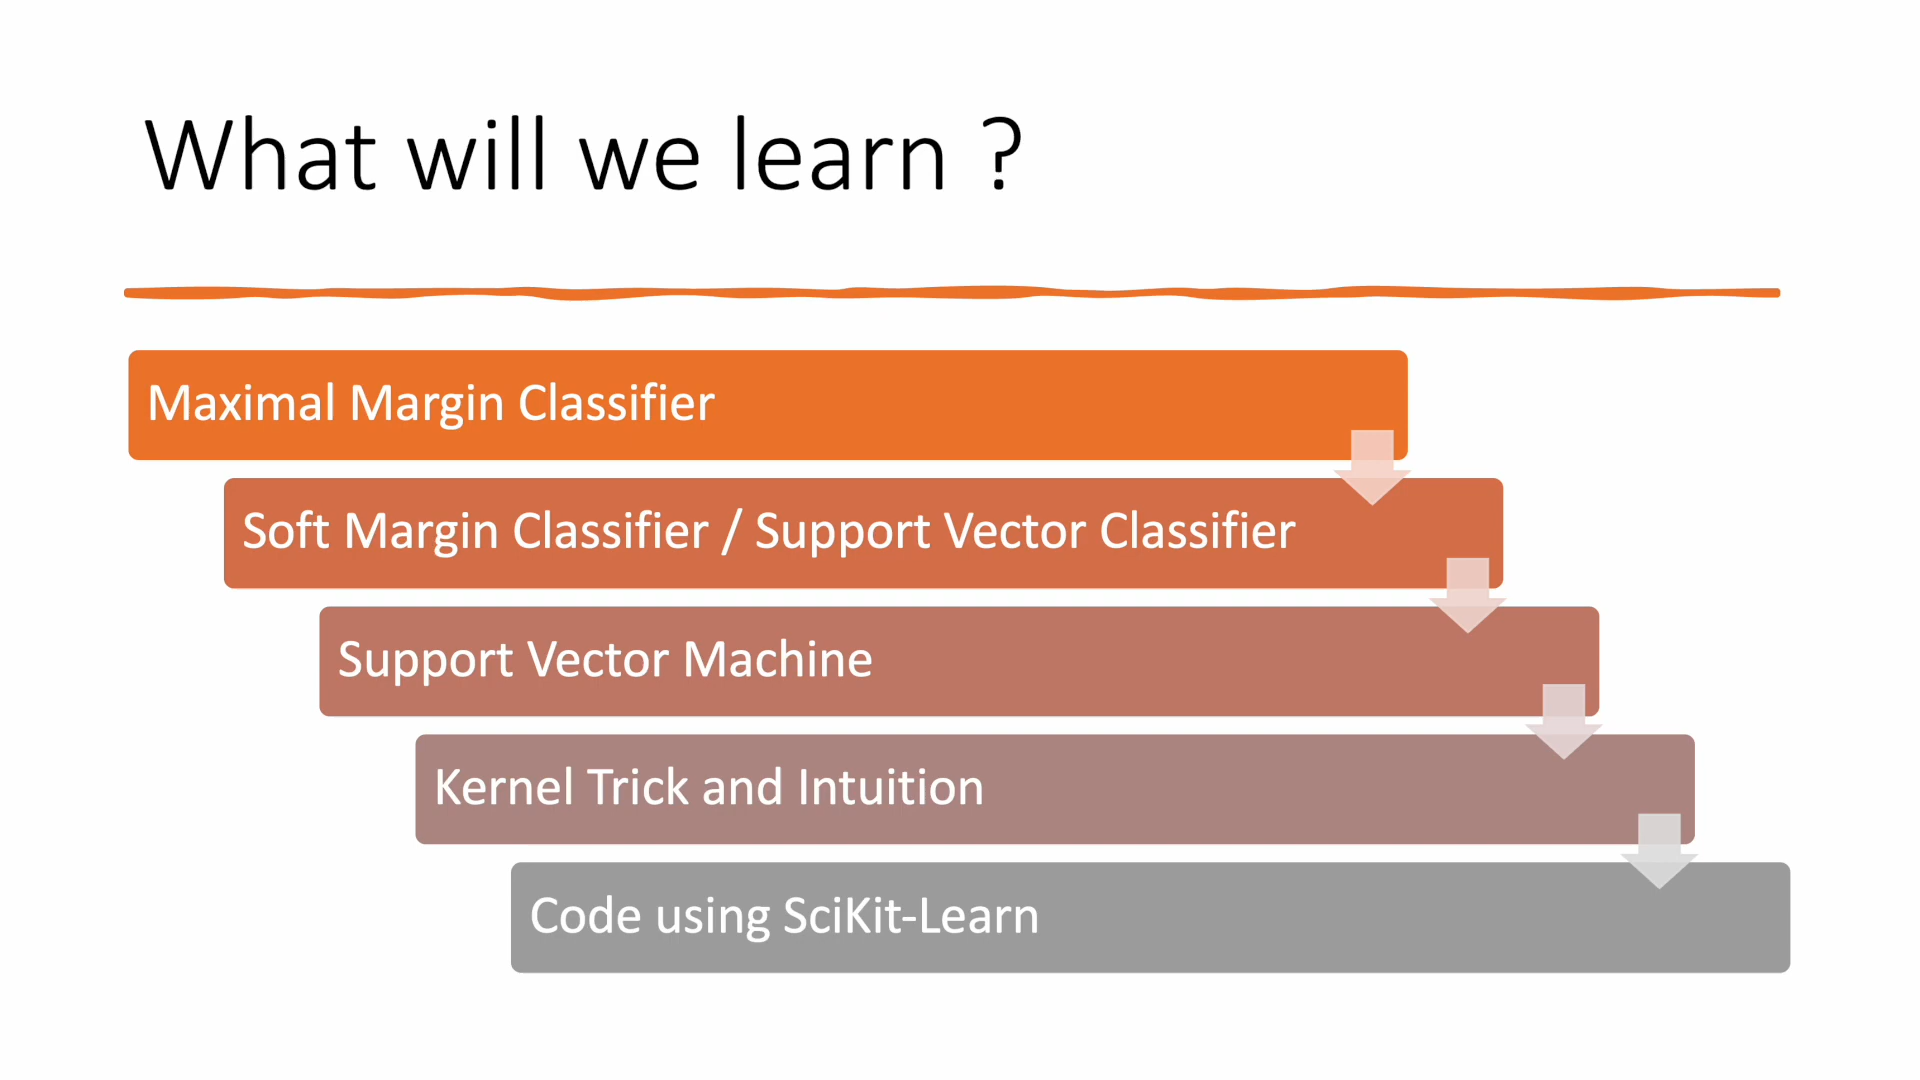 What will we learn ?
Maximal Margin Classifier
Soft Margin Classifier / Support Vector Classifier
Support Vector Machine
Kernel Trick and Intuition
Code using SciKit-Learn